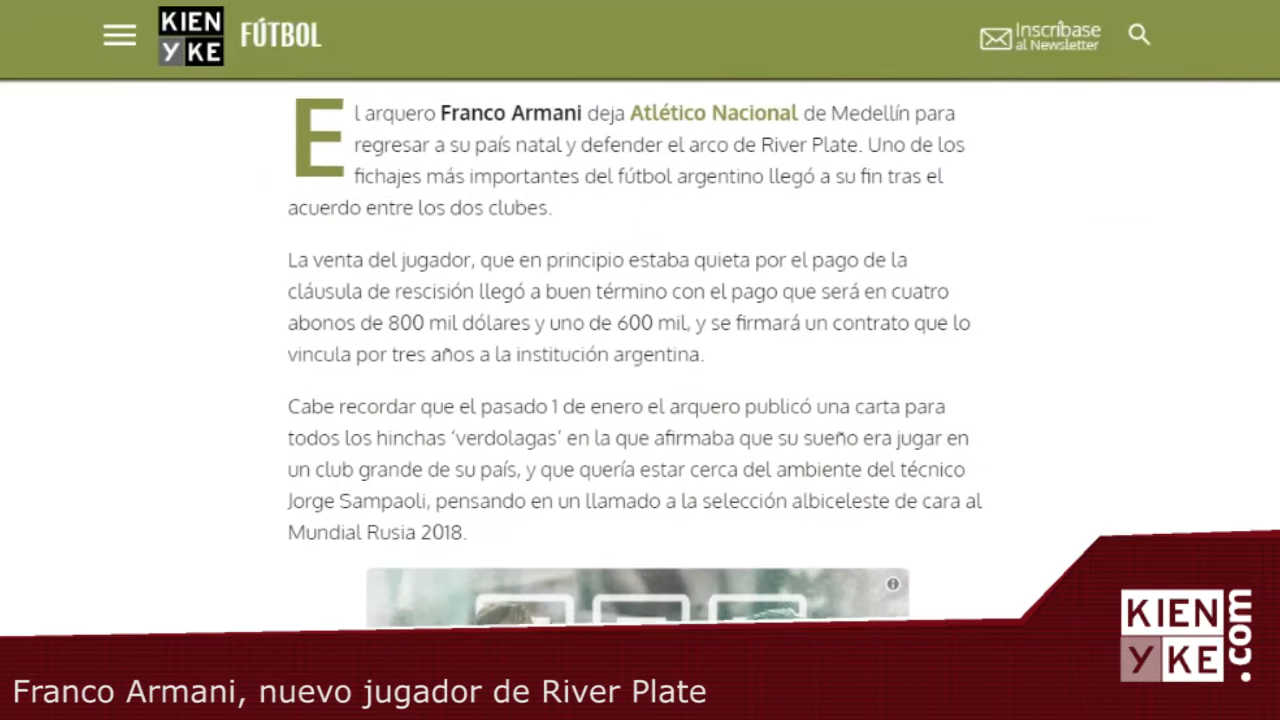 KIEN
Y KE
FÚTBOL
Inscríbase
al Newsletter
El arquero Franco Armani deja Atlético Nacional de Medellín para
regresar a su país natal y defender el arco de River Plate. Uno de los
fichajes más importantes del fútbol argentino llegó a su fin tras el
acuerdo entre los dos clubes.
La venta del jugador, que en principio estaba quieta por el pago de la
cláusula de rescisión llegó a buen término con el pago que será en cuatro
abonos de 800 mil dólares y uno de 600 mil, y se firmará un contrato que lo
vincula por tres años a la institución argentina.
Cabe recordar que el pasado 1 de enero el arquero publicó una carta para
todos los hinchas ‘verdolagas’ en la que afirmaba que su sueño era jugar en
un club grande de su país, y que quería estar cerca del ambiente del técnico
Jorge Sampaoli, pensando en un llamado a la selección albiceleste de cara al
Mundial Rusia 2018.
KIEN
Y KE
.com
Franco Armani, nuevo jugador de River Plate